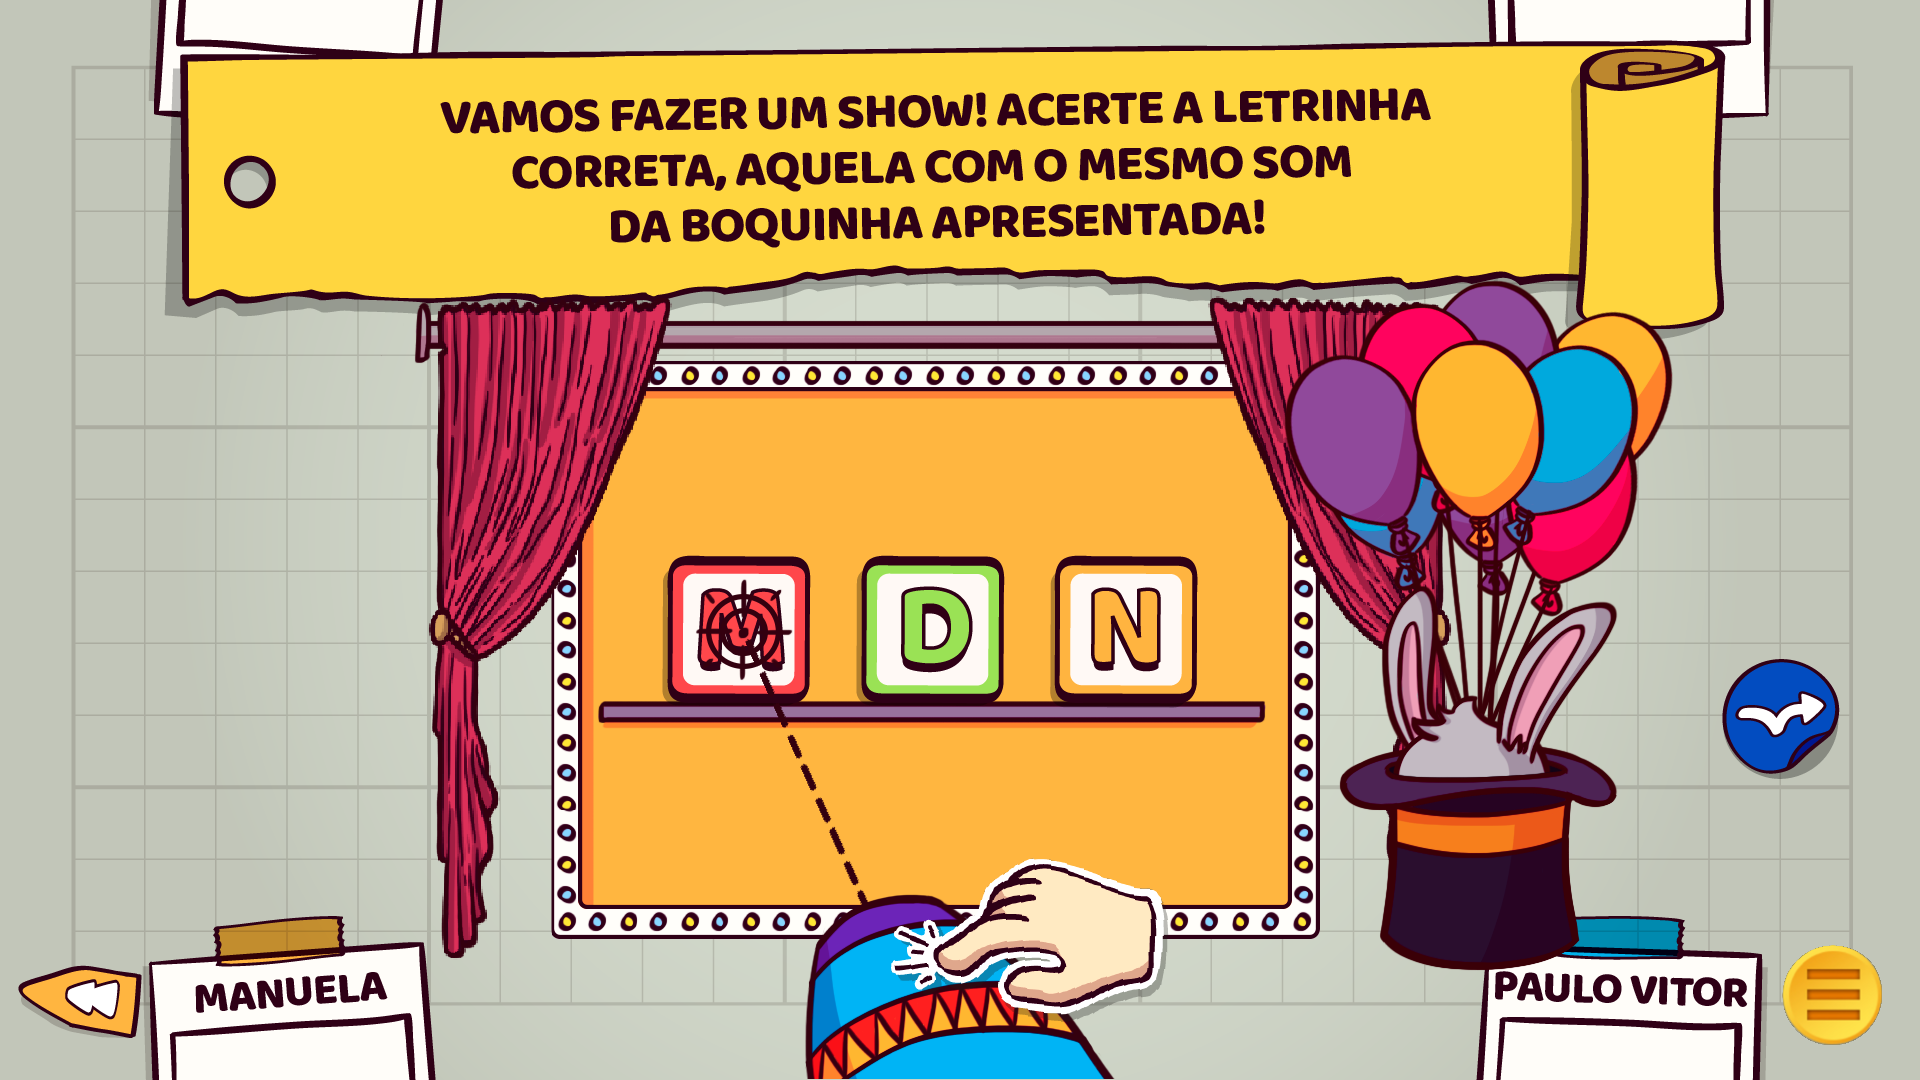 VAMOS FAZER UM SHOW! ACERTE A LETRINHA
CORRETA, AQUELA COM O MESMO SOM
DA BOQUINHA APRESENTADA!
M D N
MANUELA
PAULO VITOR